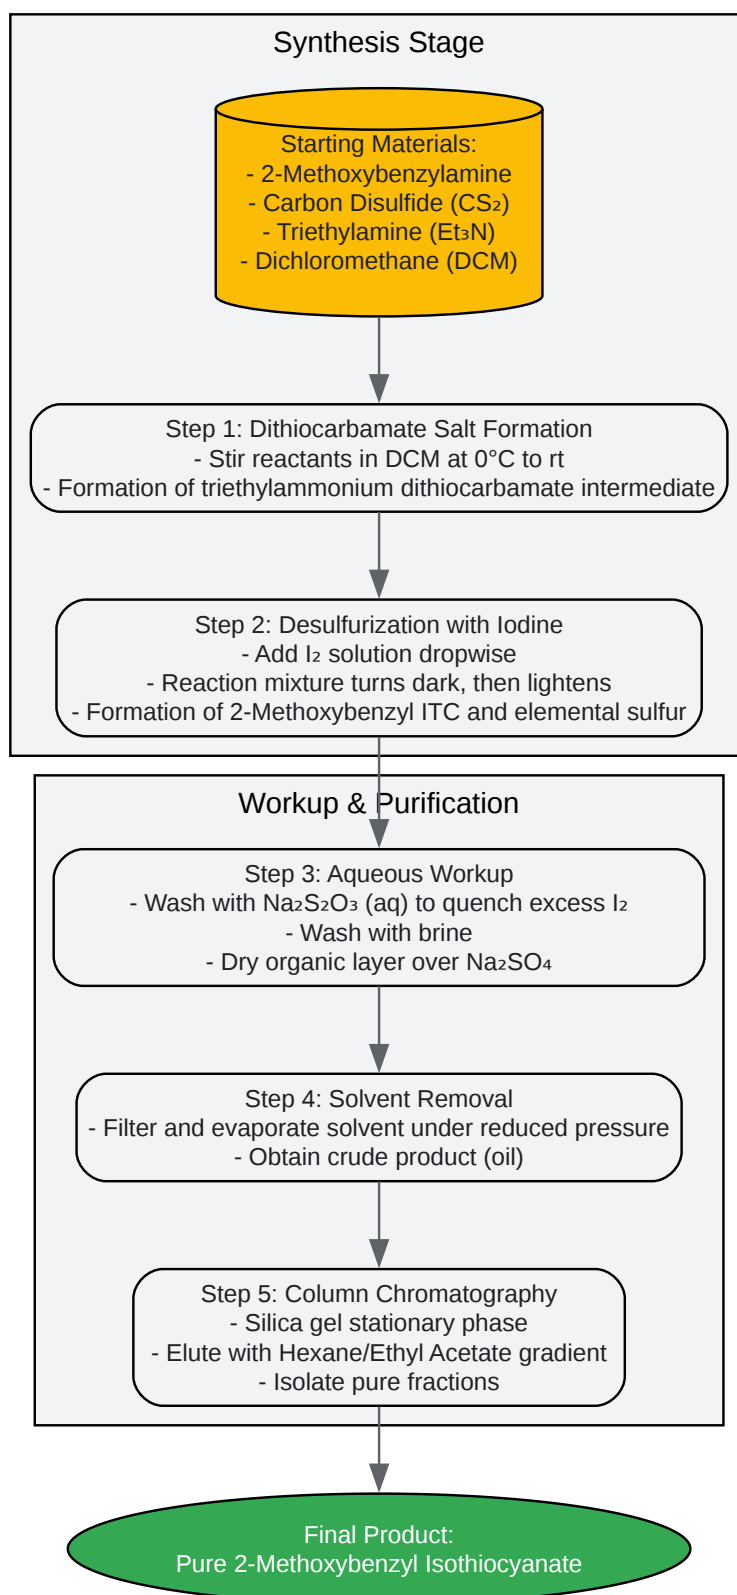 Synthesis Stage
Starting Materials:
- 2-Methoxybenzylamine
- Carbon Disulfide (CS₂)
- Triethylamine (Et₃N)
- Dichloromethane (DCM)
Step 1: Dithiocarbamate Salt Formation
- Stir reactants in DCM at 0°C to rt
- Formation of triethylammonium dithiocarbamate intermediate
Step 2: Desulfurization with Iodine
- Add I₂ solution dropwise
- Reaction mixture turns dark, then lightens
- Formation of 2-Methoxybenzyl ITC and elemental sulfur
Workup & Purification
Step 3: Aqueous Workup
- Wash with Na₂S₂O₃ (aq) to quench excess I₂
- Wash with brine
- Dry organic layer over Na₂SO₄
Step 4: Solvent Removal
- Filter and evaporate solvent under reduced pressure
- Obtain crude product (oil)
Step 5: Column Chromatography
- Silica gel stationary phase
- Elute with Hexane/Ethyl Acetate gradient
- Isolate pure fractions
Final Product:
Pure 2-Methoxybenzyl Isothiocyanate